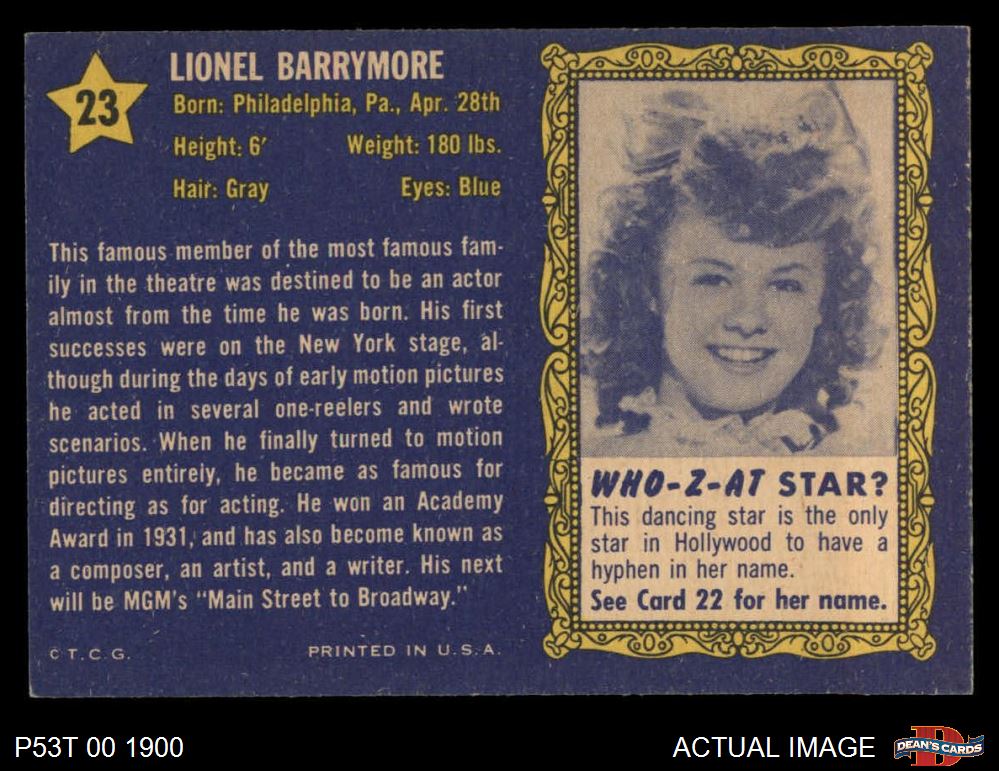 23
LIONEL BARRYMORE
Born: Philadelphia, Pa., Apr. 28th
Height: 6' Weight: 180 lbs.
Hair: Gray Eyes: Blue
This famous member of the most famous fam-
ily in the theatre was destined to be an actor
almost from the time he was born. His first
successes were on the New York stage, al-
though during the days of early motion pictures
he acted in several one-reelers and wrote
scenarios. When he finally turned to motion
pictures entirely, he became as famous for
directing as for acting. He won an Academy
Award in 1931, and has also become known as
a composer, an artist, and a writer. His next
will be MGM's "Main Street to Broadway."
© T.C.G. PRINTED IN U.S.A.
WHO-Z-AT STAR?
This dancing star is the only
star in Hollywood to have a
hyphen in her name.
See Card 22 for her name.
P53T 00 1900
ACTUAL IMAGE
DEAN'S CARDS